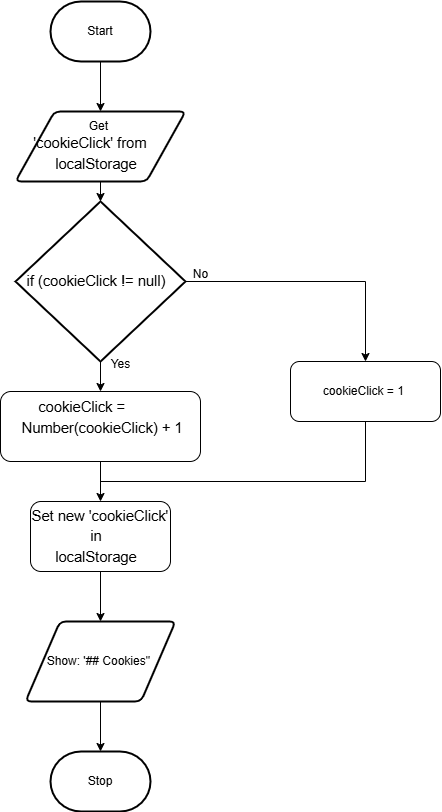 Start
Get
'cookieClick' from
localStorage
if (cookieClick != null)
No
Yes
cookieClick =
Number(cookieClick) + 1
cookieClick = 1
Set new 'cookieClick'
in
localStorage
Show: '## Cookies"
Stop